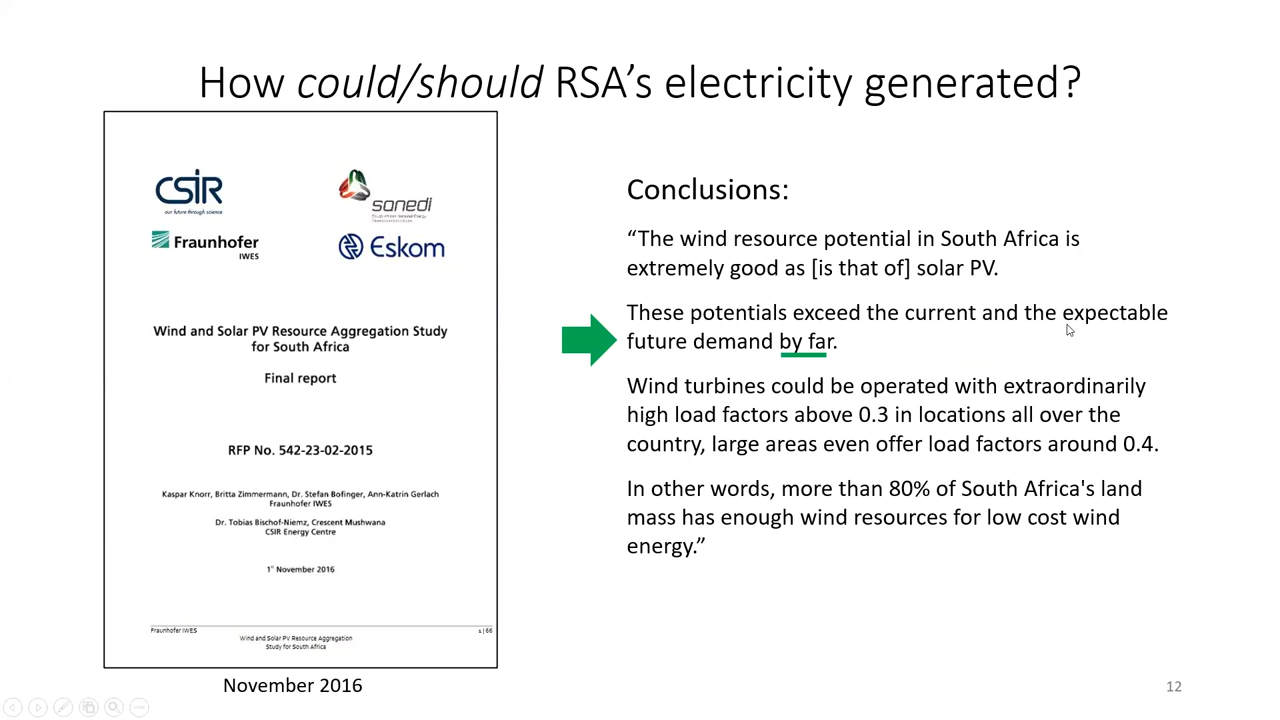 How could/should RSA’s electricity generated?
CSIR
our future through science
sanedi
Fraunhofer
IWES
Eskom
Wind and Solar PV Resource Aggregation Study
for South Africa
Final report
RFP No. 542-23-02-2015
Kaspar Knorr, Britta Zimmermann, Dr. Stefan Bofinger, Ann-Katrin Gerlach
Fraunhofer IWES
Dr. Tobias Bischof-Niemz, Crescent Mushwana
CSIR Energy Centre
1st November 2016
Fraunhofer IWES
Wind and Solar PV Resource Aggregation
Study for South Africa
1 | 66
November 2016
Conclusions:
“The wind resource potential in South Africa is
extremely good as [is that of] solar PV.
These potentials exceed the current and the expectable
future demand by far.
Wind turbines could be operated with extraordinarily
high load factors above 0.3 in locations all over the
country, large areas even offer load factors around 0.4.
In other words, more than 80% of South Africa's land
mass has enough wind resources for low cost wind
energy.”
12